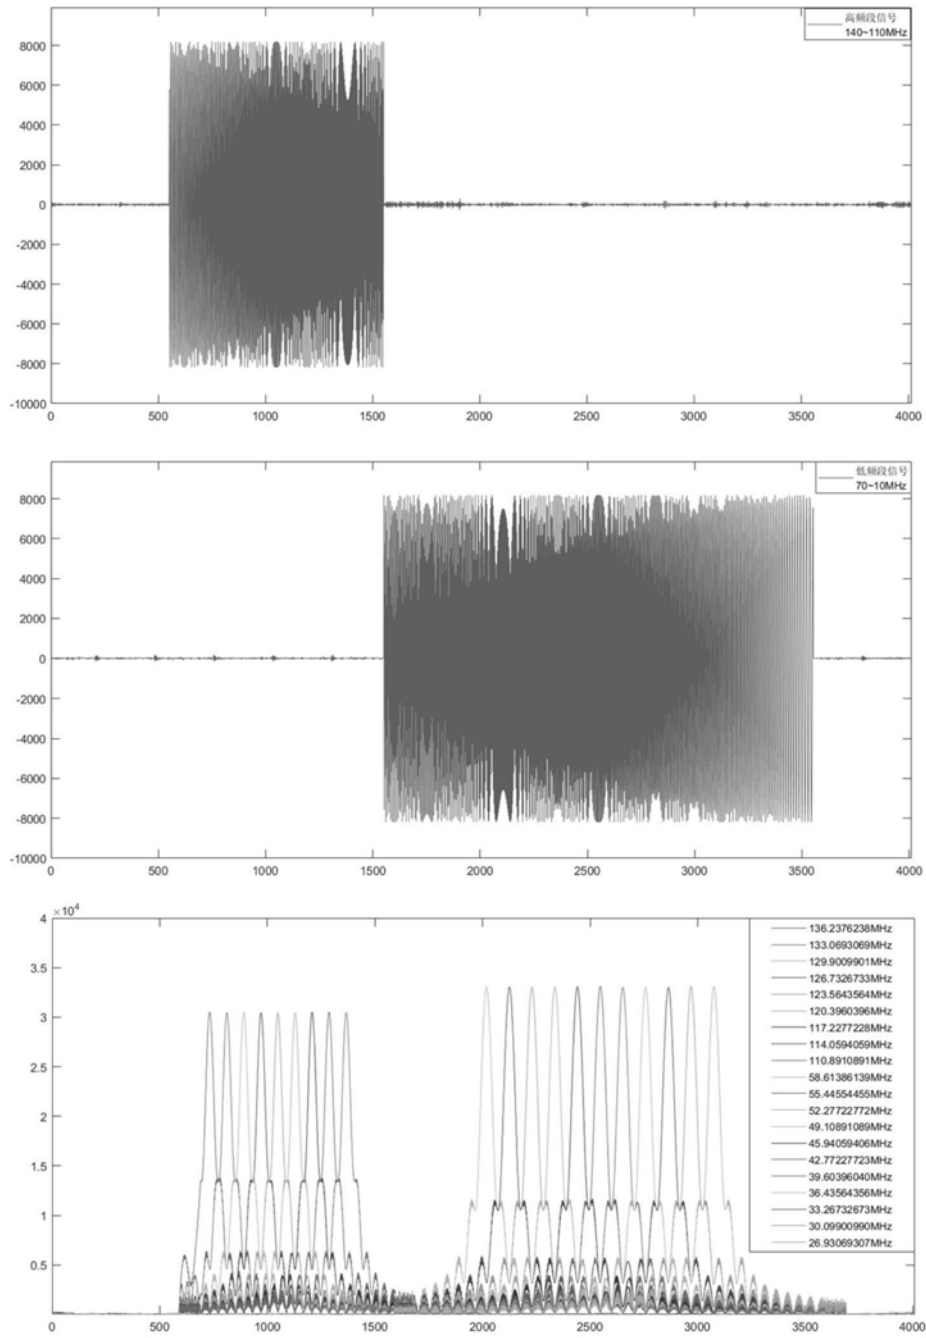 高频段信号
140~110MHz
8000
6000
4000
2000
0
-2000
-4000
-6000
-8000
-10000
0 500 1000 1500 2000 2500 3000 3500 4000
低频段信号
70~10MHz
8000
6000
4000
2000
0
-2000
-4000
-6000
-8000
-10000
0 500 1000 1500 2000 2500 3000 3500 4000
×10⁴
4
3.5
3
2.5
2
1.5
1
0.5
0 500 1000 1500 2000 2500 3000 3500 4000
136.2376238MHz
133.0693069MHz
129.9009901MHz
126.7326733MHz
123.5643564MHz
120.3960396MHz
117.2277228MHz
114.0594059MHz
110.8910891MHz
58.61386139MHz
55.44554455MHz
52.27722772MHz
49.10891089MHz
45.94059406MHz
42.77227723MHz
39.60396040MHz
36.43564356MHz
33.26732673MHz
30.09900990MHz
26.93069307MHz